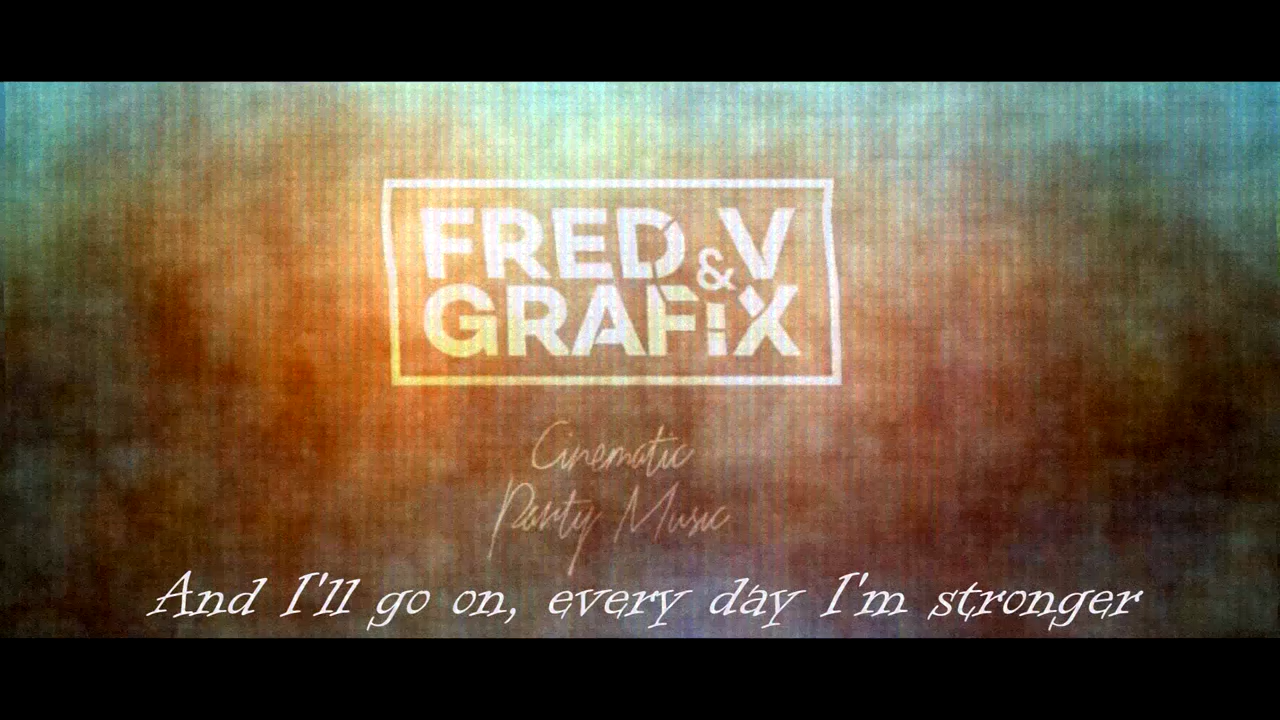 FRED V
& GRAFIX
Cinematic
Party Music
And I'll go on, every day I'm stronger